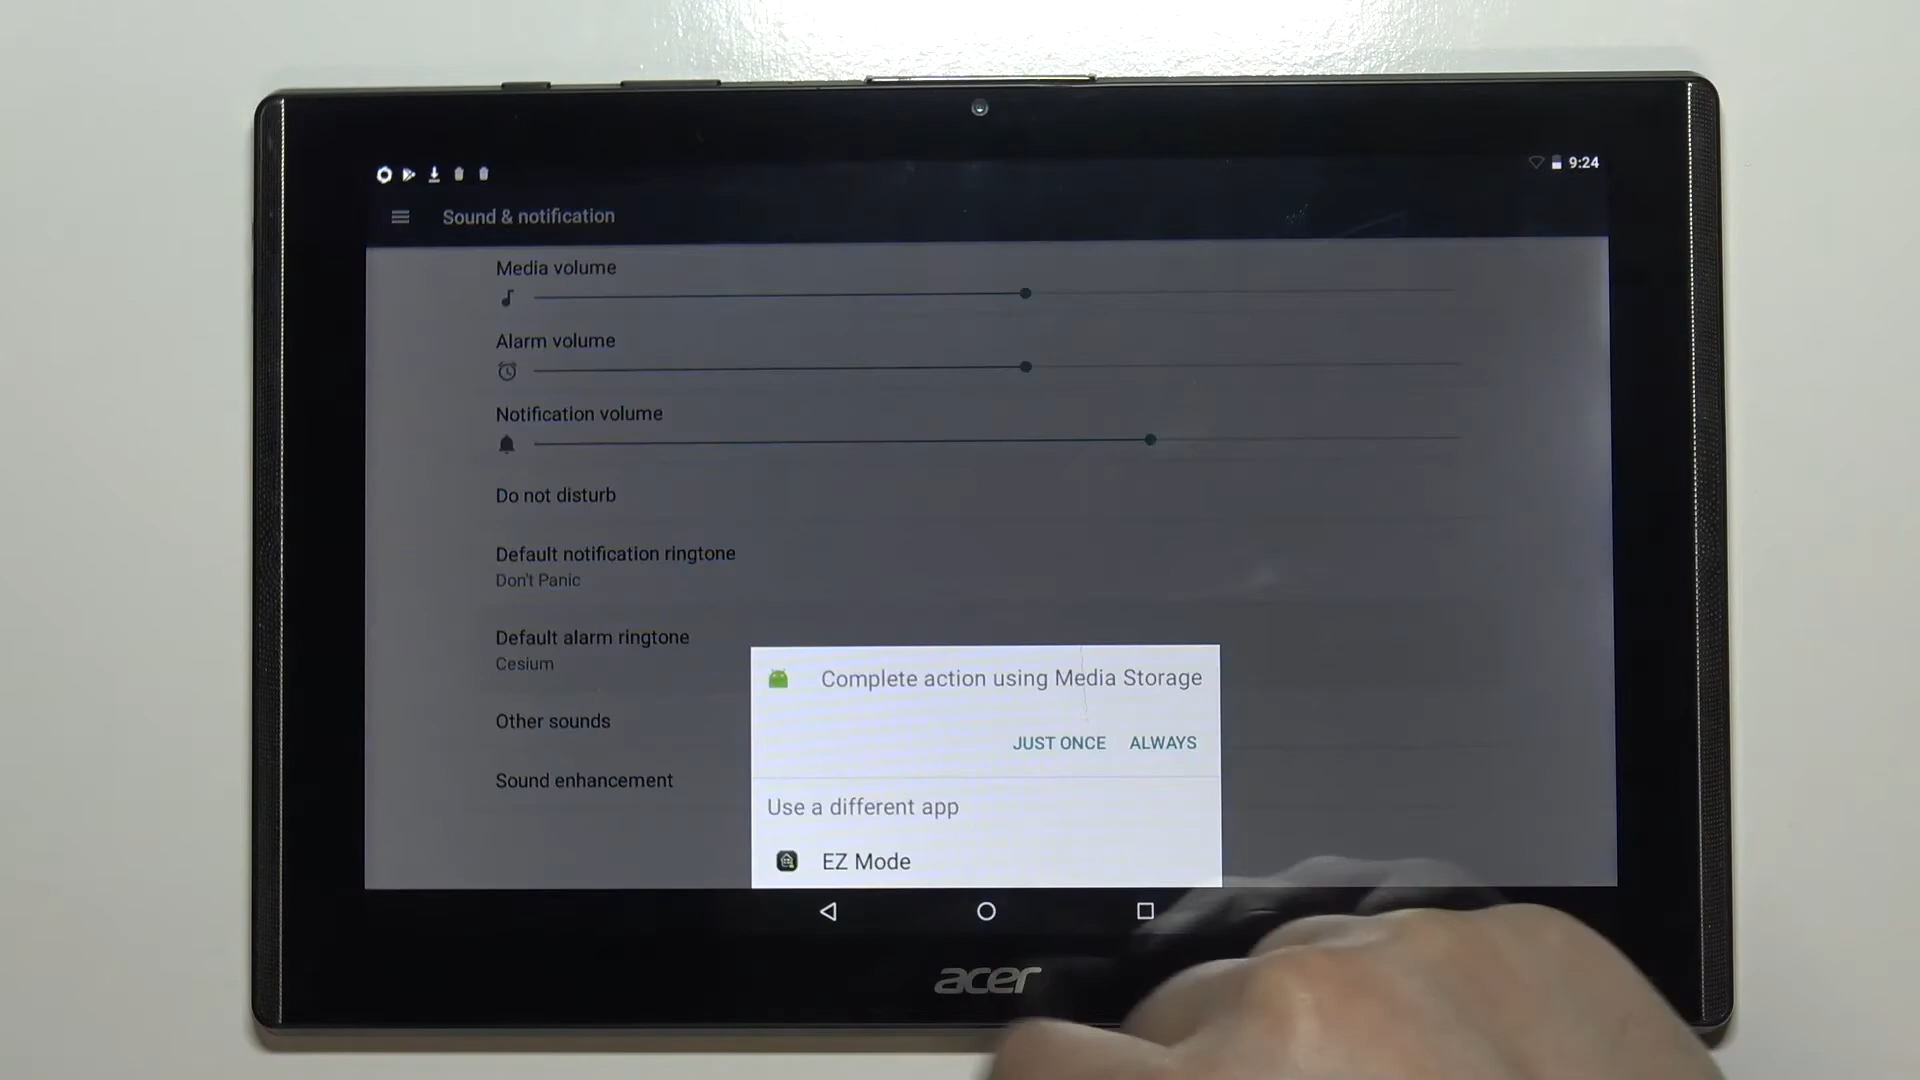 9:24
Sound & notification
Media volume
Alarm volume
Notification volume
Do not disturb
Default notification ringtone
Don't Panic
Default alarm ringtone
Cesium
Other sounds
Sound enhancement
Complete action using Media Storage
JUST ONCE ALWAYS
Use a different app
EZ Mode
acer